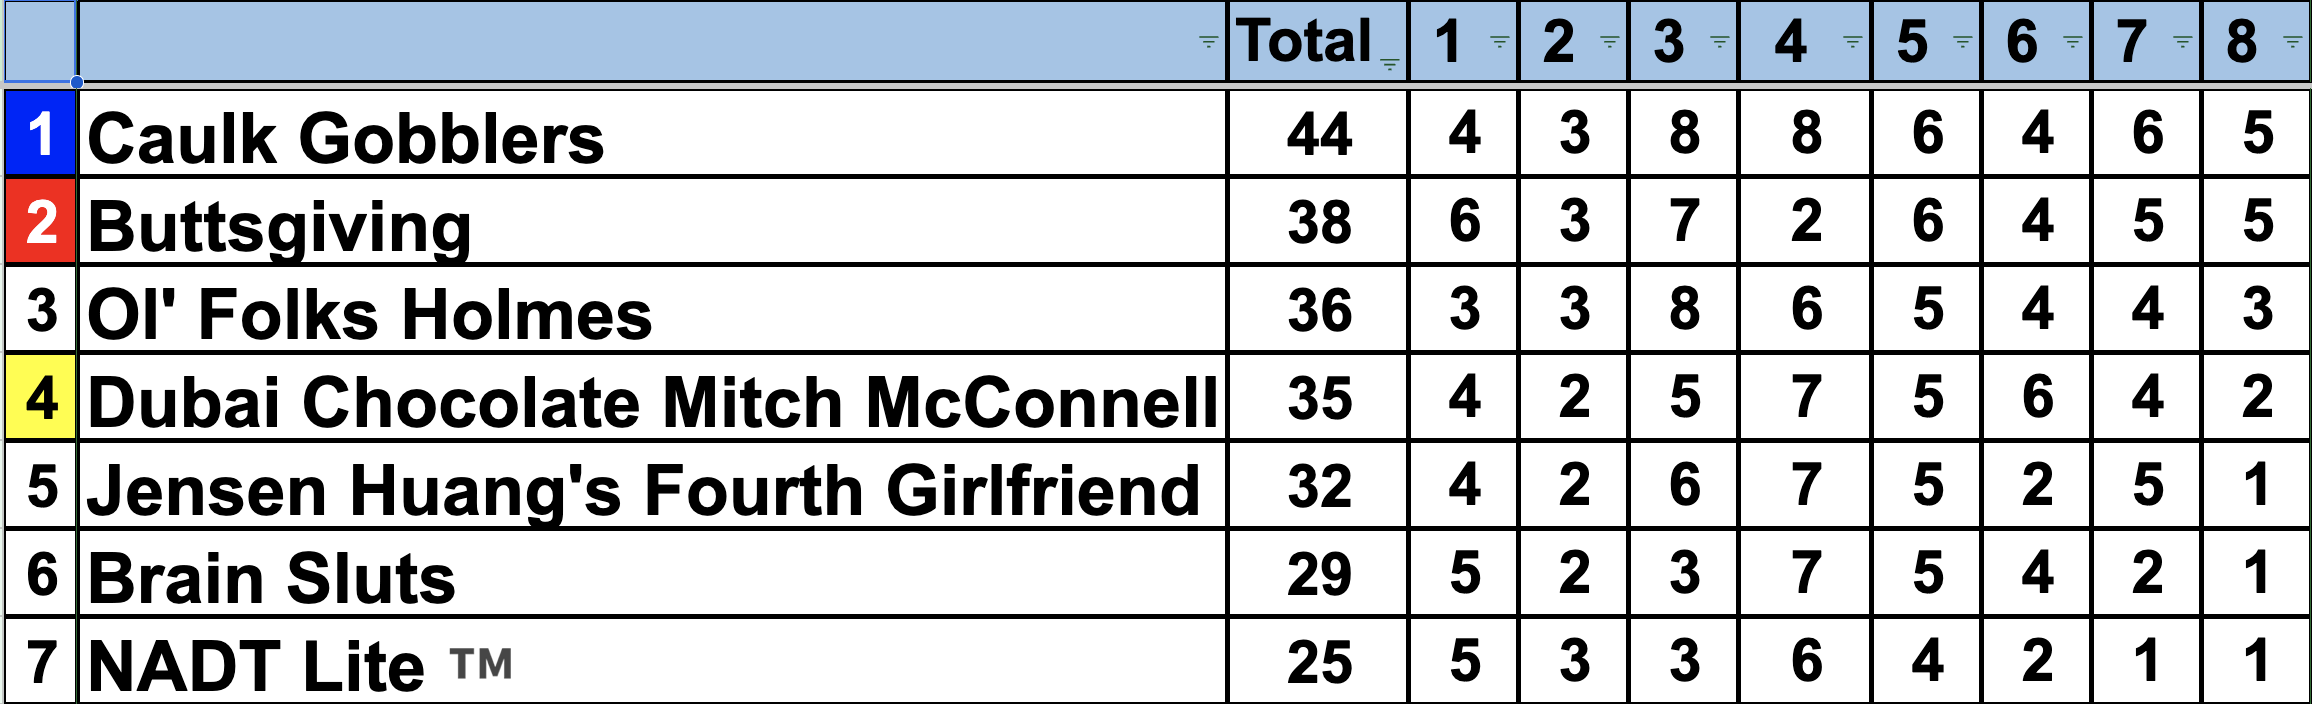 Total 1 2 3 4 5 6 7 8
1 Caulk Gobblers 44 4 3 8 8 6 4 6 5
2 Buttsgiving 38 6 3 7 2 6 4 5 5
3 Ol' Folks Holmes 36 3 3 8 6 5 4 4 3
4 Dubai Chocolate Mitch McConnell 35 4 2 5 7 5 6 4 2
5 Jensen Huang's Fourth Girlfriend 32 4 2 6 7 5 2 5 1
6 Brain Sluts 29 5 2 3 7 5 4 2 1
7 NADT Lite ™ 25 5 3 3 6 4 2 1 1